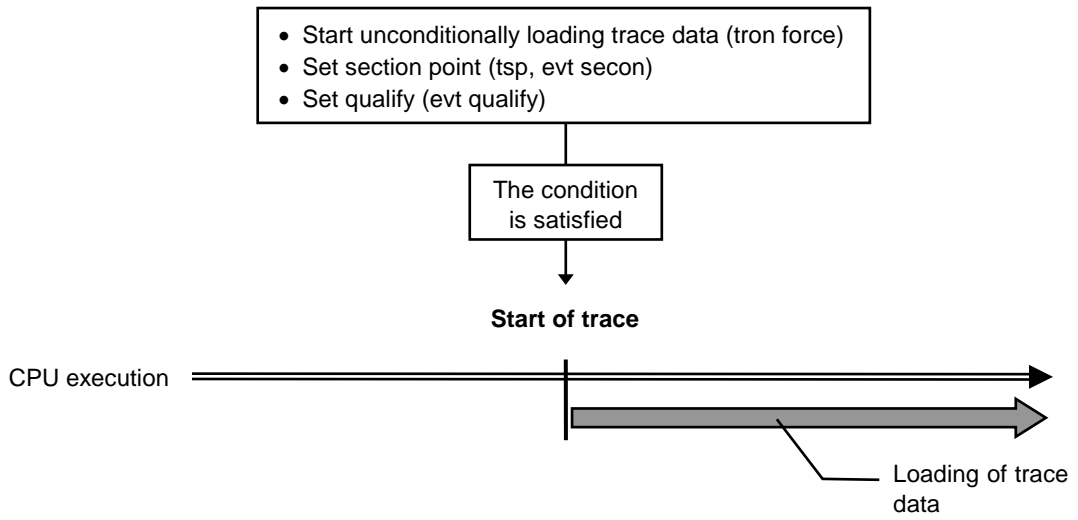 • Start unconditionally loading trace data (tron force)
• Set section point (tsp, evt secon)
• Set qualify (evt qualify)
The condition
is satisfied
Start of trace
CPU execution
Loading of trace
data